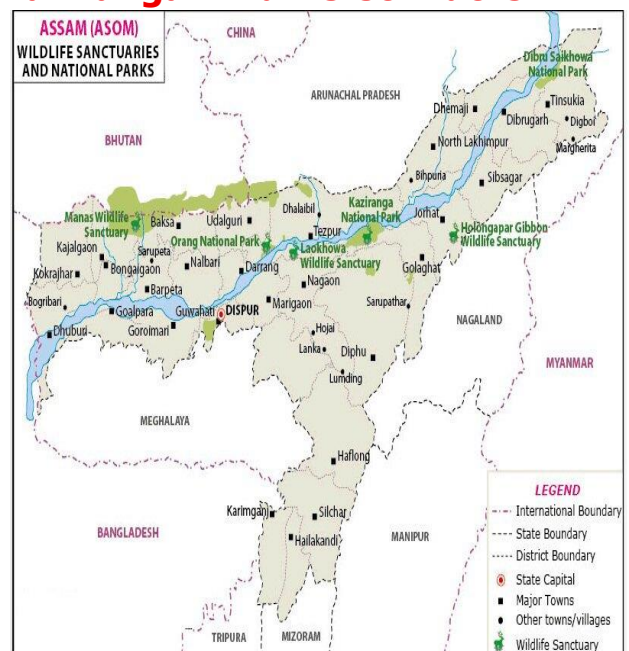 ASSAM (ASOM)
WILDLIFE SANCTUARIES
AND NATIONAL PARKS
CHINA
Dibru Saikhowa
National Park
ARUNACHAL PRADESH
Dhemaji
Tinsukia
Dibrugarh
Digboi
Margherita
BHUTAN
North Lakhimpur
Bihpuria
Sibsagar
Dhalaibil
Kaziranga
National Park
Jorhat
Manas Wildlife
Sanctuary
Baksa
Udalguri
Tezpur
Holongapar Gibbon
Wildlife Sanctuary
Orang National Park
Laokhowa
Wildlife Sanctuary
Kajalgaon
Sarupeta
Bongaigaon
Nalbari
Darrang
Golaghat
Kokrajhar
Nagaon
Barpeta
Marigaon
Sarupathar
Bogribari
Goalpara
Guwahati
DISPUR
NAGALAND
Dhuburi
Goroimari
Hojai
Lanka
Diphu
Lumding
MYANMAR
MEGHALAYA
Haflong
Karimganj
Silchar
Hailakandi
BANGLADESH
MANIPUR
TRIPURA
MIZORAM
LEGEND
International Boundary
State Boundary
District Boundary
State Capital
Major Towns
Other towns/villages
Wildlife Sanctuary